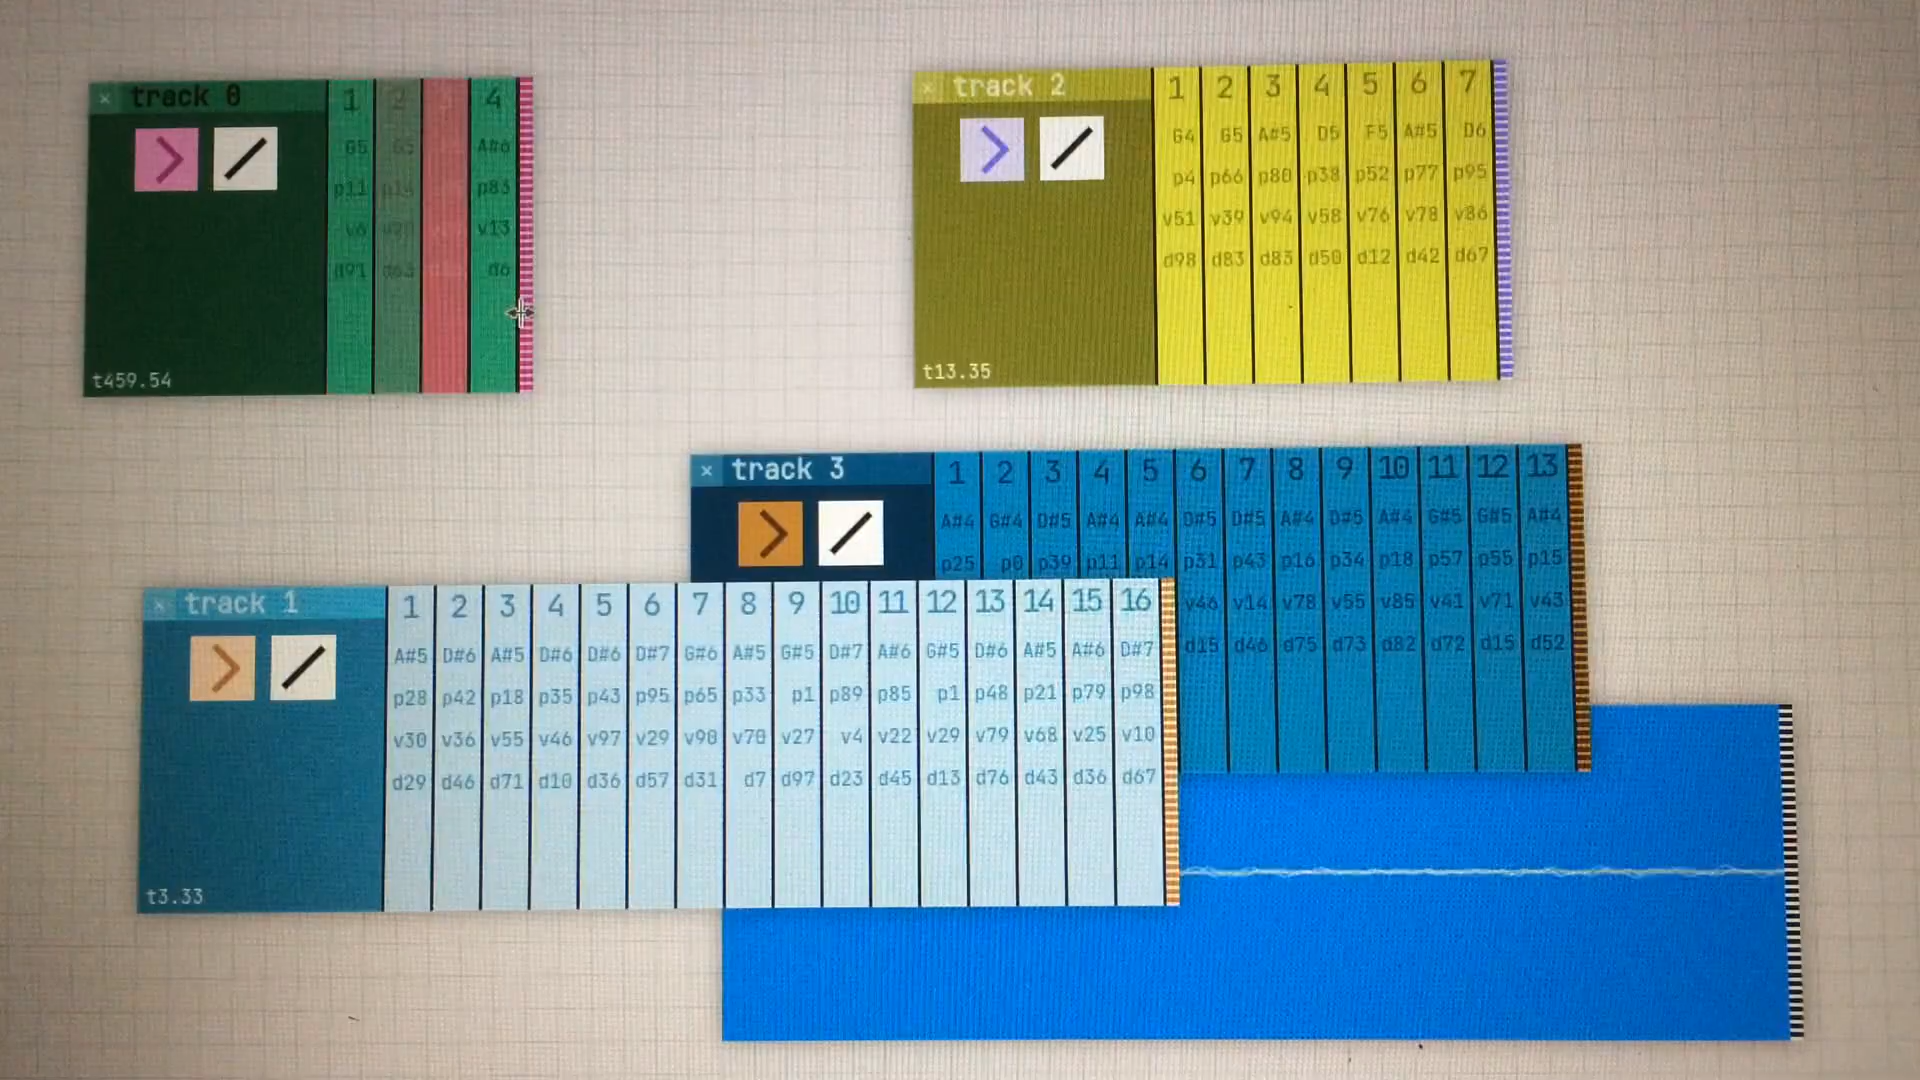 × track 0
1 2 4
G5 G5 A#6
p11 p14 p83
v6 v13
d91 d63 d6
t459.54
× track 2
1 2 3 4 5 6 7
G4 G5 A#5 D5 F5 A#5 D6
p4 p66 p80 p38 p52 p77 p95
v51 v39 v94 v58 v76 v78 v86
d98 d83 d83 d50 d12 d42 d67
t13.35
× track 3
1 2 3 4 5 6 7 8 9 10 11 12 13
A#4 G#4 D#5 A#4 A#4 D#5 D#5 A#4 D#5 A#4 G#5 G#5 A#4
p25 p0 p39 p11 p14 p31 p43 p16 p34 p18 p57 p55 p15
v46 v14 v78 v55 v85 v41 v71 v43
d15 d46 d75 d73 d82 d72 d15 d52
× track 1
1 2 3 4 5 6 7 8 9 10 11 12 13 14 15 16
A#5 D#6 A#5 D#6 D#6 D#7 G#6 A#5 G#5 D#7 A#6 G#5 D#6 A#5 A#6 D#7
p28 p42 p18 p35 p43 p95 p65 p33 p1 p89 p85 p1 p48 p21 p79 p98
v30 v36 v55 v46 v97 v29 v98 v70 v27 v4 v22 v29 v79 v68 v25 v10
d29 d46 d71 d10 d36 d57 d31 d7 d97 d23 d45 d13 d76 d43 d36 d67
t3.33